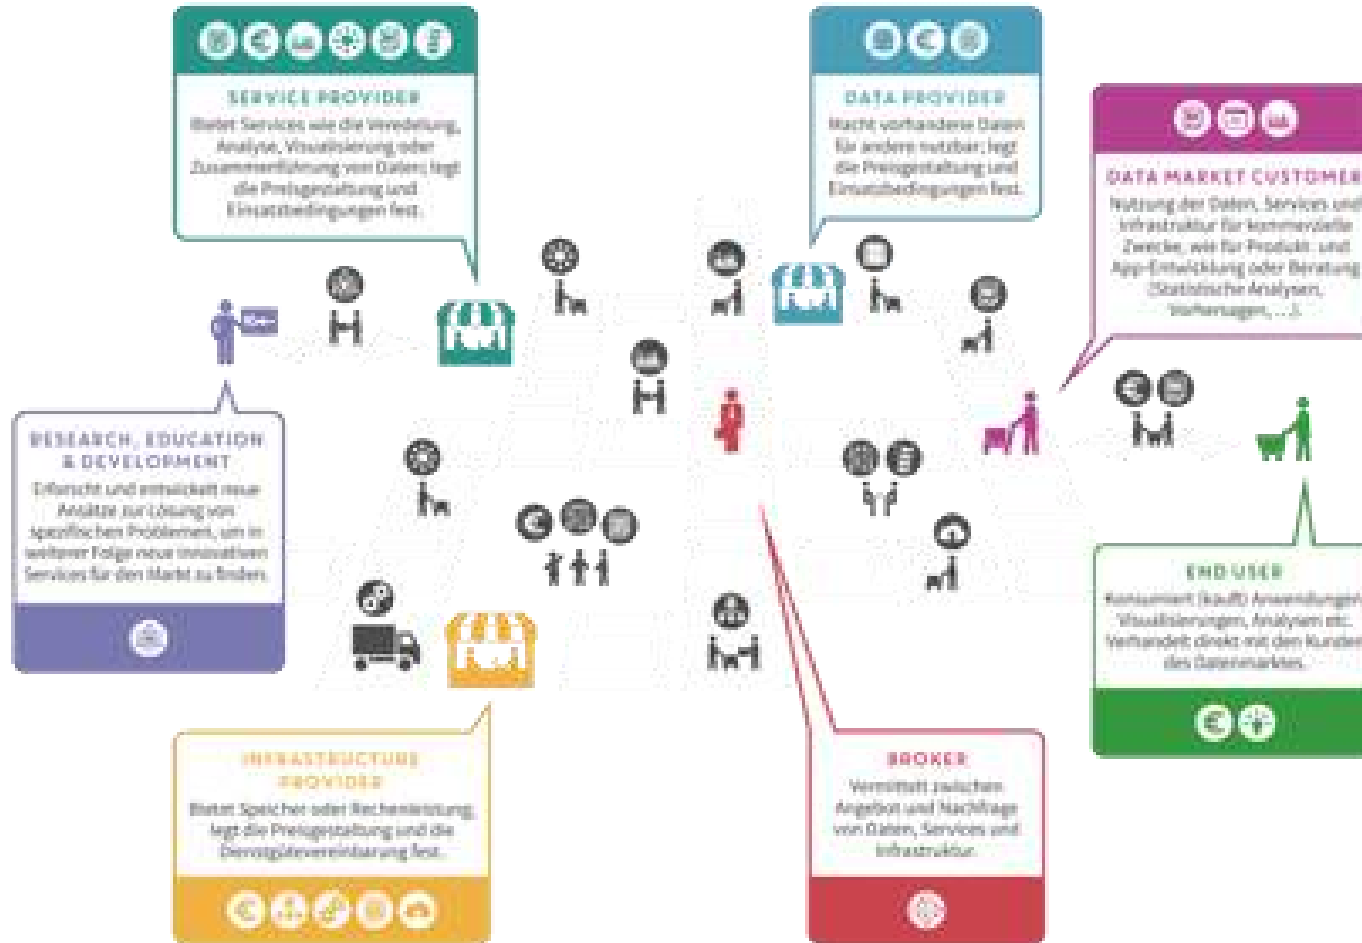 SERVICE PROVIDER
Bietet Services wie die Veredelung,
Analyse, Visualisierung oder
Zusammenführung von Daten; legt
die Preisgestaltung und
Einsatzbedingungen fest.
DATA PROVIDER
Macht vorhandene Daten
für andere nutzbar; legt
die Preisgestaltung und
Einsatzbedingungen fest.
DATA MARKET CUSTOMER
Nutzung der Daten, Services und
Infrastruktur für kommerzielle
Zwecke, wie für Produkt- und
App-Entwicklung oder Beratung
(Statistische Analysen,
Vorhersagen, ...).
RESEARCH, EDUCATION
& DEVELOPMENT
Erforscht und entwickelt neue
Ansätze zur Lösung von
spezifischen Problemen, um in
weiterer Folge neue innovativen
Services für den Markt zu finden.
END USER
Konsumiert (kauft) Anwendungen,
Visualisierungen, Analysen etc.
Verhandelt direkt mit den Kunden
des Datenmarktes.
INFRASTRUCTURE
PROVIDER
Bietet Speicher oder Rechenleistung,
legt die Preisgestaltung und die
Dienstgütevereinbarung fest.
BROKER
Vermittelt zwischen
Angebot und Nachfrage
von Daten, Services und
Infrastruktur.